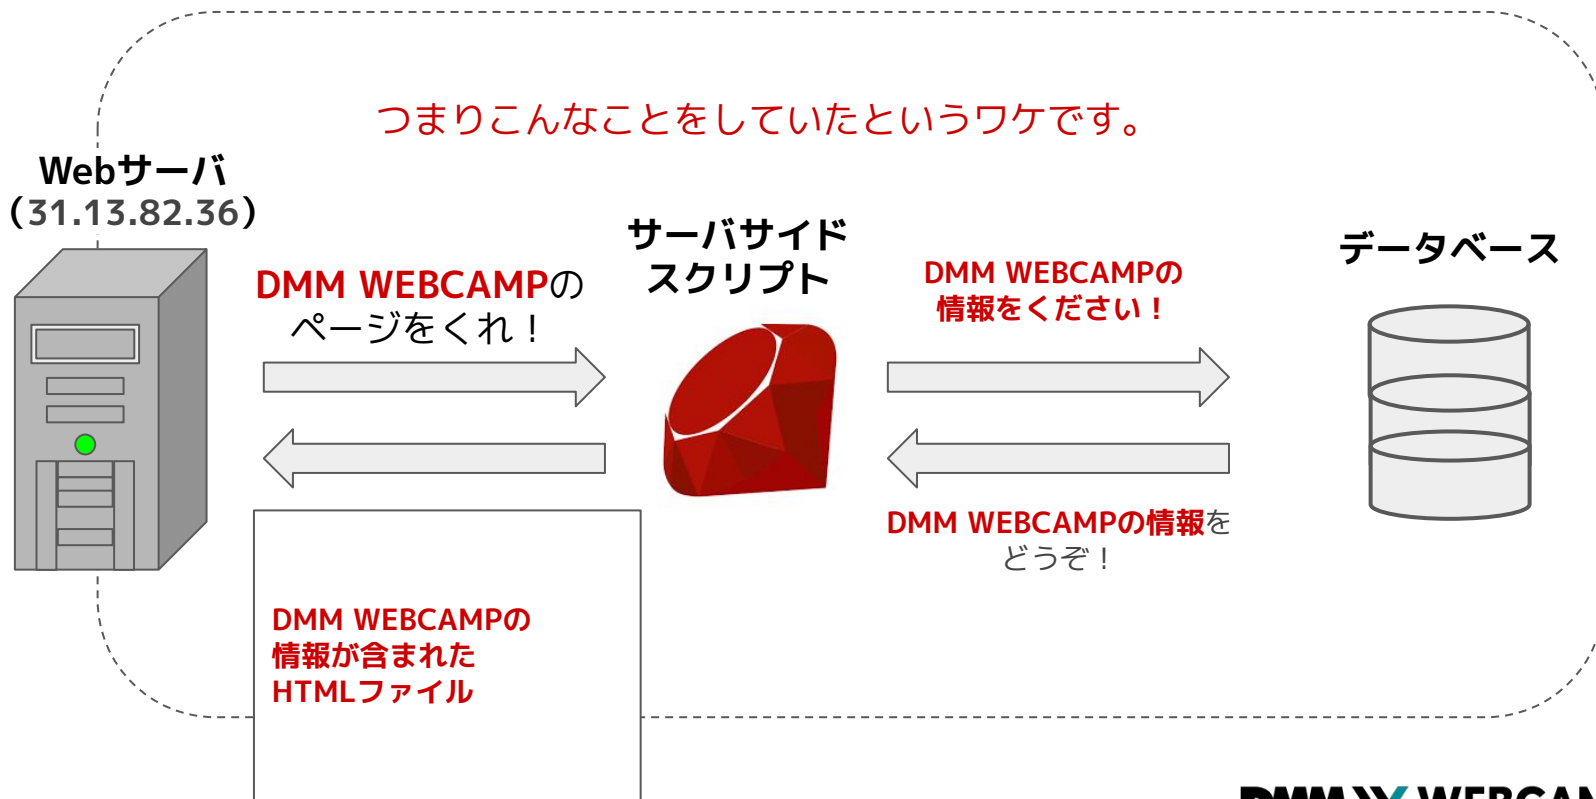 つまりこんなことをしていたというワケです。
Webサーバ
(31.13.82.36)
DMM WEBCAMPの
ページをくれ！
サーバサイド
スクリプト
DMM WEBCAMPの
情報をください！
データベース
DMM WEBCAMPの情報を
どうぞ！
DMM WEBCAMPの
情報が含まれた
HTMLファイル